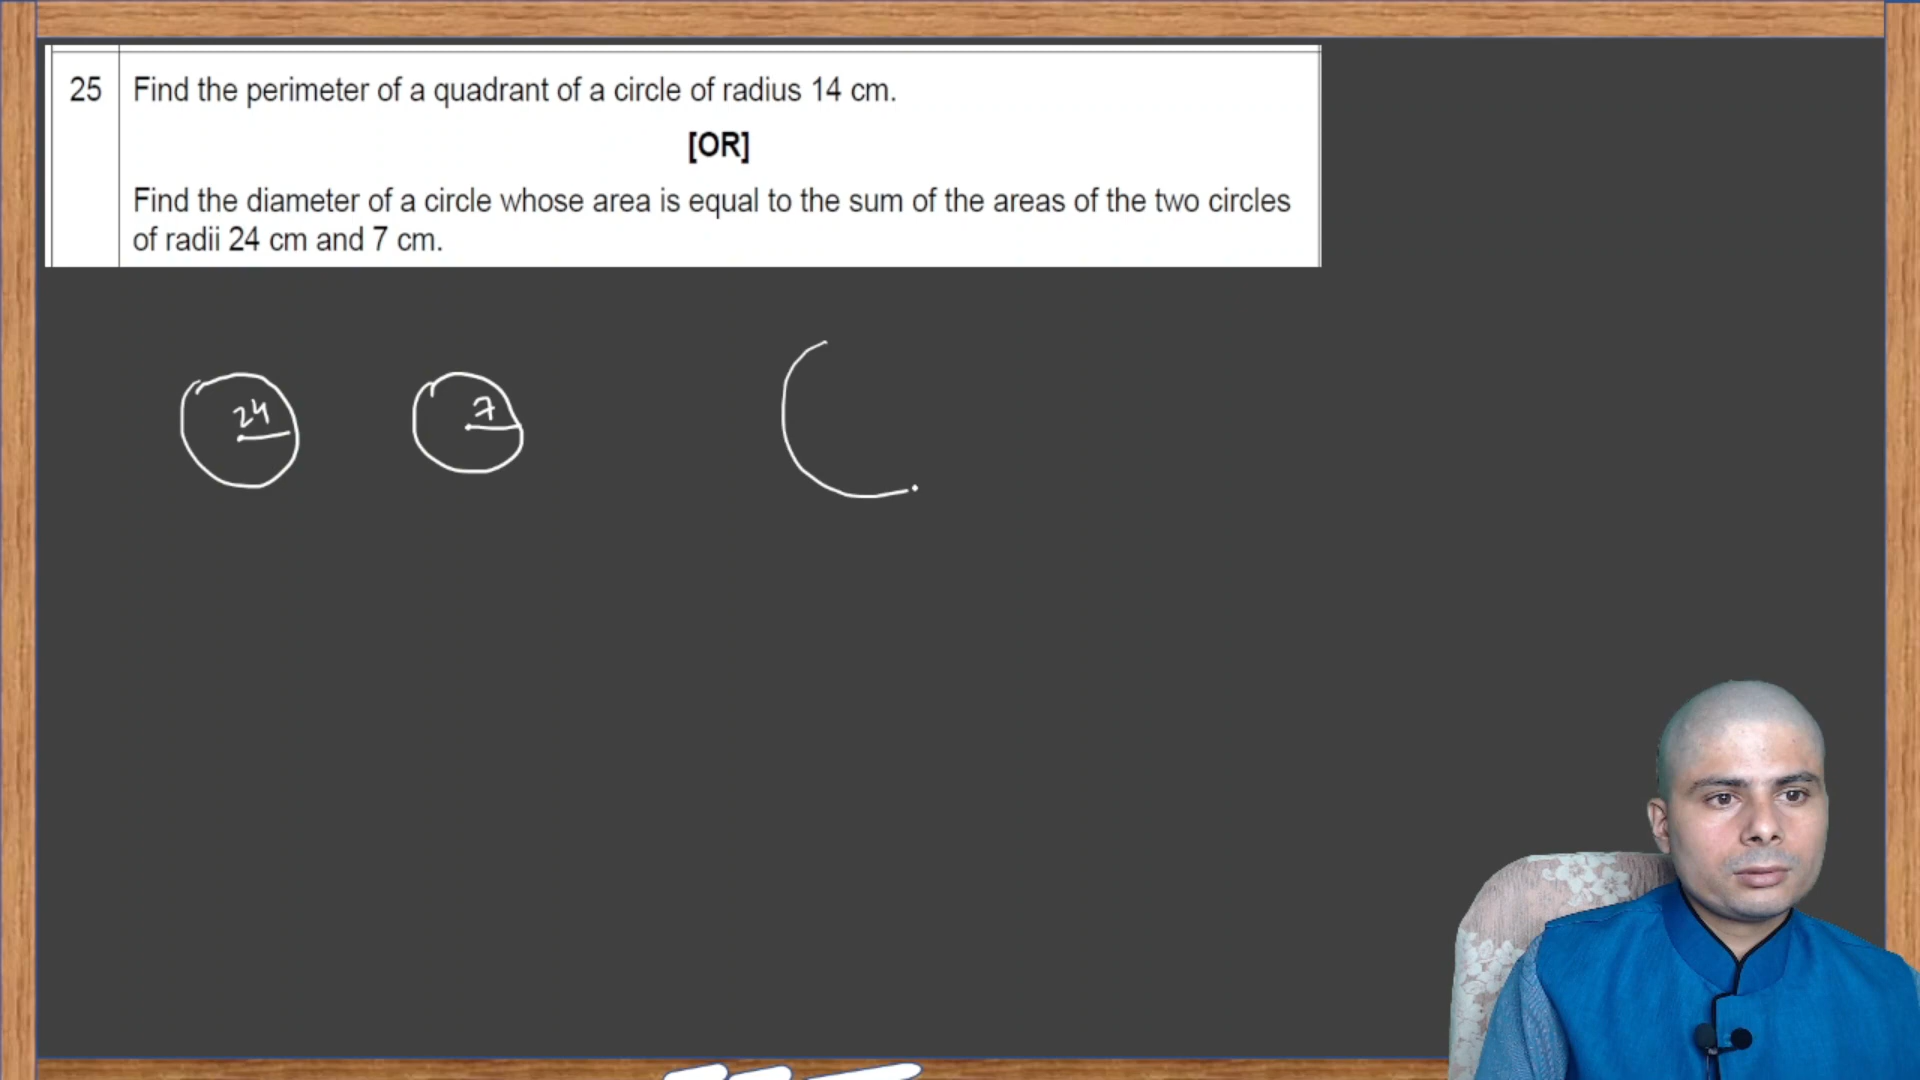 25 Find the perimeter of a quadrant of a circle of radius 14 cm.
[OR]
Find the diameter of a circle whose area is equal to the sum of the areas of the two circles
of radii 24 cm and 7 cm.
24 7